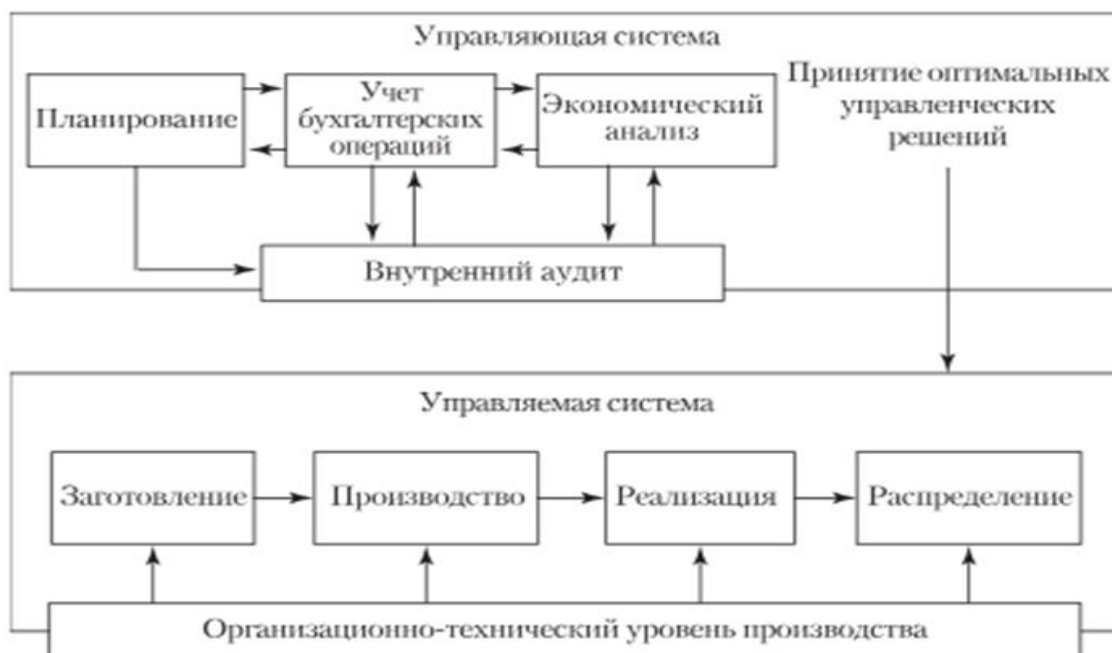 Управляющая система
Планирование
Учет
бухгалтерских
операций
Экономический
анализ
Принятие оптимальных
управленческих
решений
Внутренний аудит
Управляемая система
Заготовление
Производство
Реализация
Распределение
Организационно-технический уровень производства